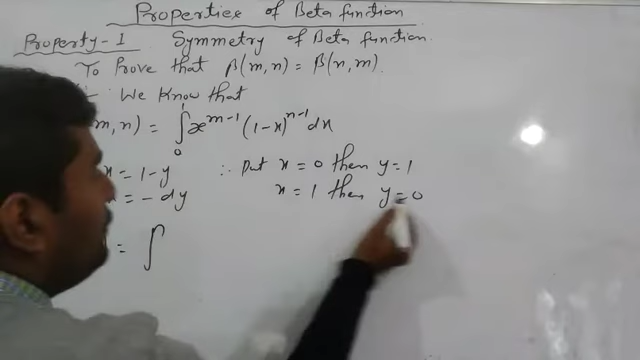 Properties of Beta function
Property-1 Symmetry of Beta function.
To Prove that β(m,n) = β(n,m).
We Know that
m,n) = ∫₀¹ x^{m-1} (1-x)^{n-1} dx
x = 1-y ∴ Put x = 0 then y = 1
= -dy x = 1 then y = 0
= ∫